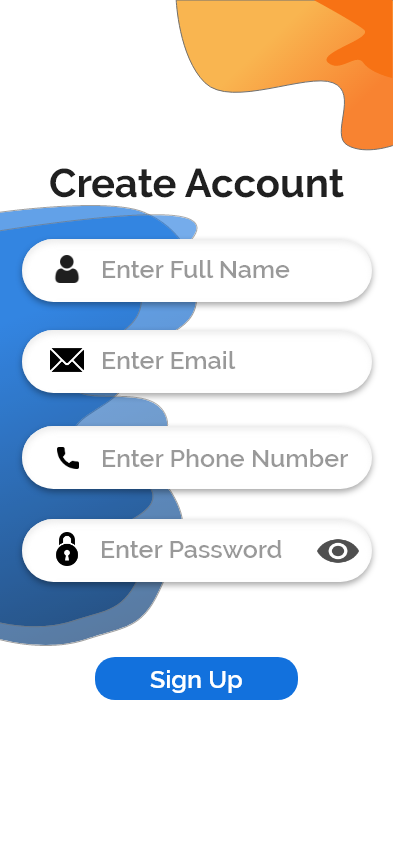 Create Account
Enter Full Name
Enter Email
Enter Phone Number
Enter Password
Sign Up